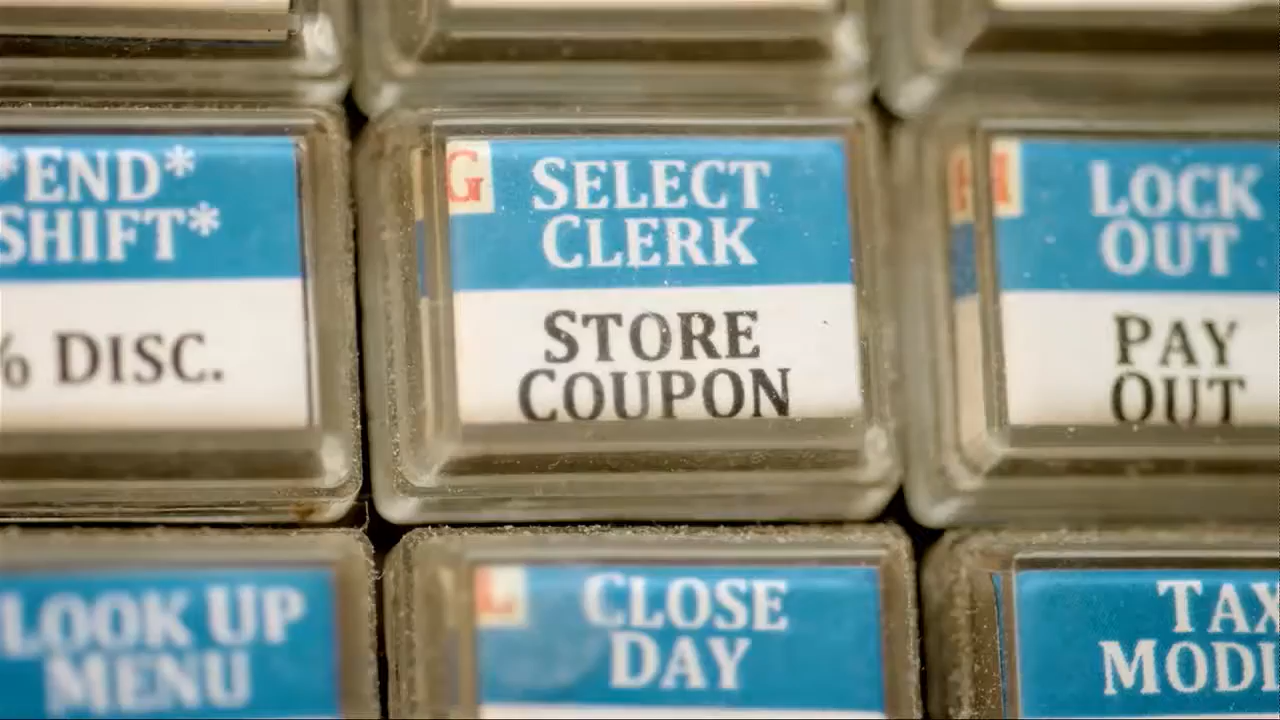 *END*
SHIFT*
% DISC.
G
SELECT
CLERK
STORE
COUPON
H
LOCK
OUT
PAY
OUT
LOOK UP
MENU
L
CLOSE
DAY
TAX
MODI